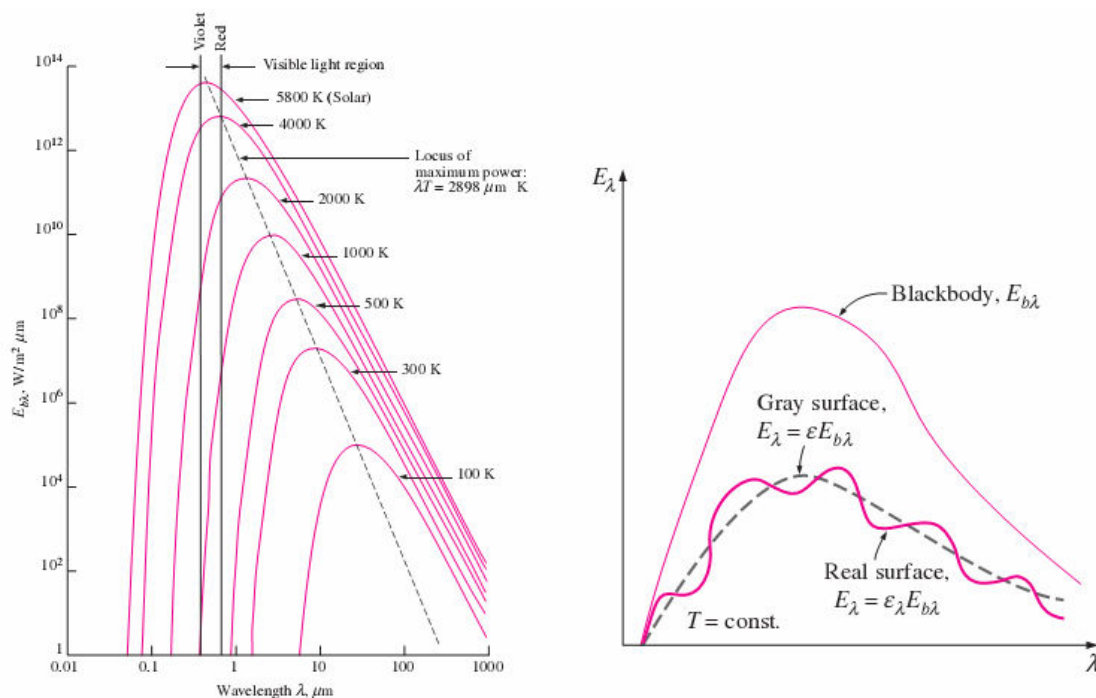 Violet
Red
Visible light region
5800 K (Solar)
4000 K
Locus of
maximum power:
λT = 2898 μm K
2000 K
1000 K
500 K
300 K
100 K
10¹⁴
10¹²
10¹⁰
10⁸
10⁶
10⁴
10²
1
E_bλ, W/m² μm
0.01
0.1
1
10
100
1000
Wavelength λ, μm
E_λ
Blackbody, E_bλ
Gray surface,
E_λ = εE_bλ
Real surface,
E_λ = ε_λE_bλ
T = const.
λ